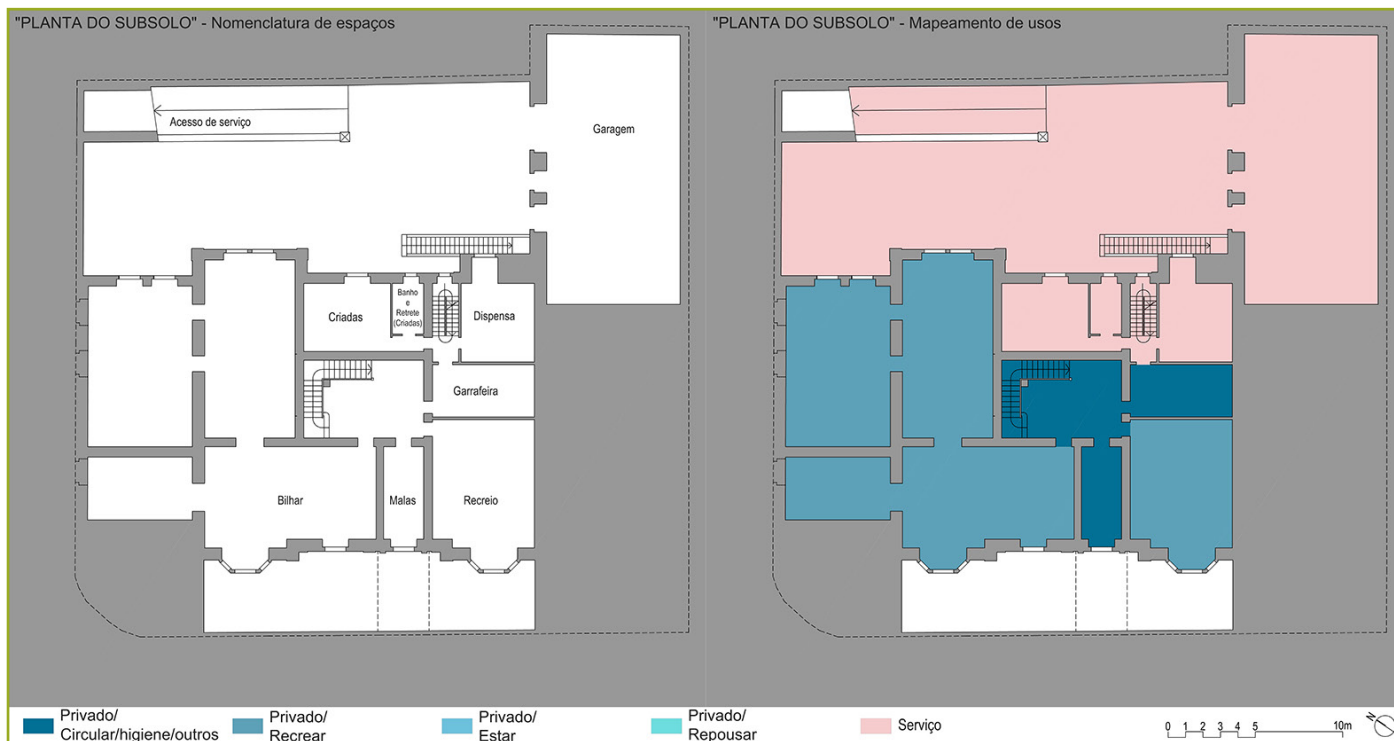 "PLANTA DO SUBSOLO" - Nomenclatura de espaços
Acesso de serviço
Garagem
Criadas
Banho
e
Retrete
(Criadas)
Dispensa
Garrafeira
Bilhar
Malas
Recreio
"PLANTA DO SUBSOLO" - Mapeamento de usos
Privado/
Circular/higiene/outros
Privado/
Recrear
Privado/
Estar
Privado/
Repousar
Serviço
0 1 2 3 4 5 10m
N